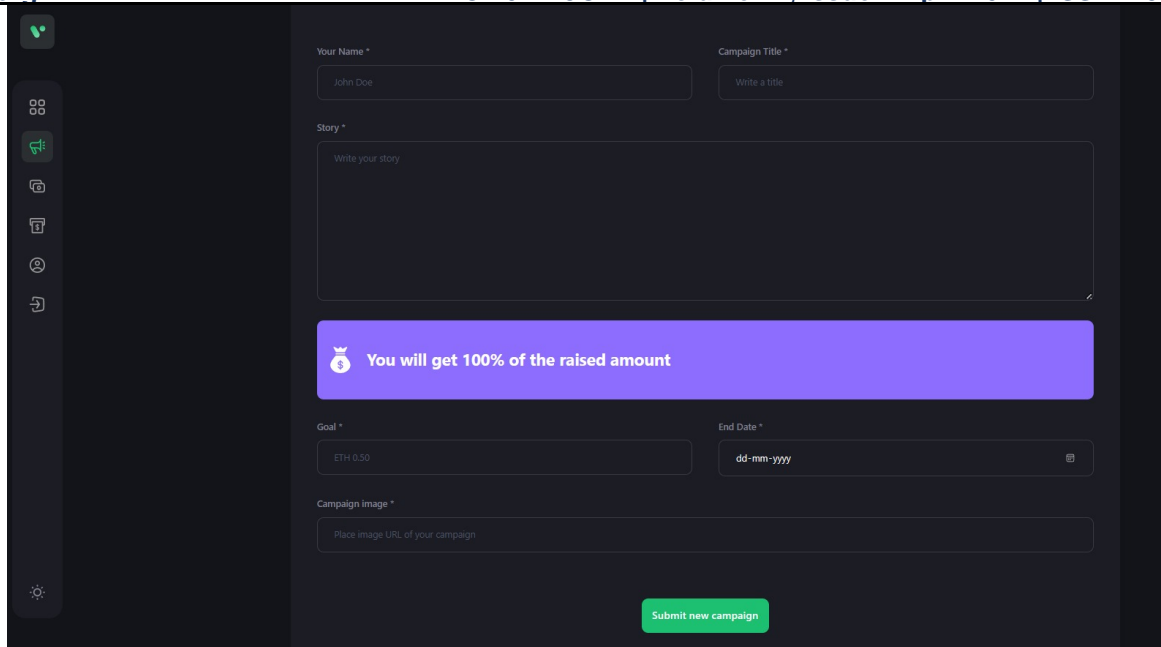 Your Name *
Campaign Title *
John Doe
Write a title
Story *
Write your story
$
You will get 100% of the raised amount
Goal *
End Date *
ETH 0.50
dd-mm-yyyy
Campaign image *
Place image URL of your campaign
Submit new campaign